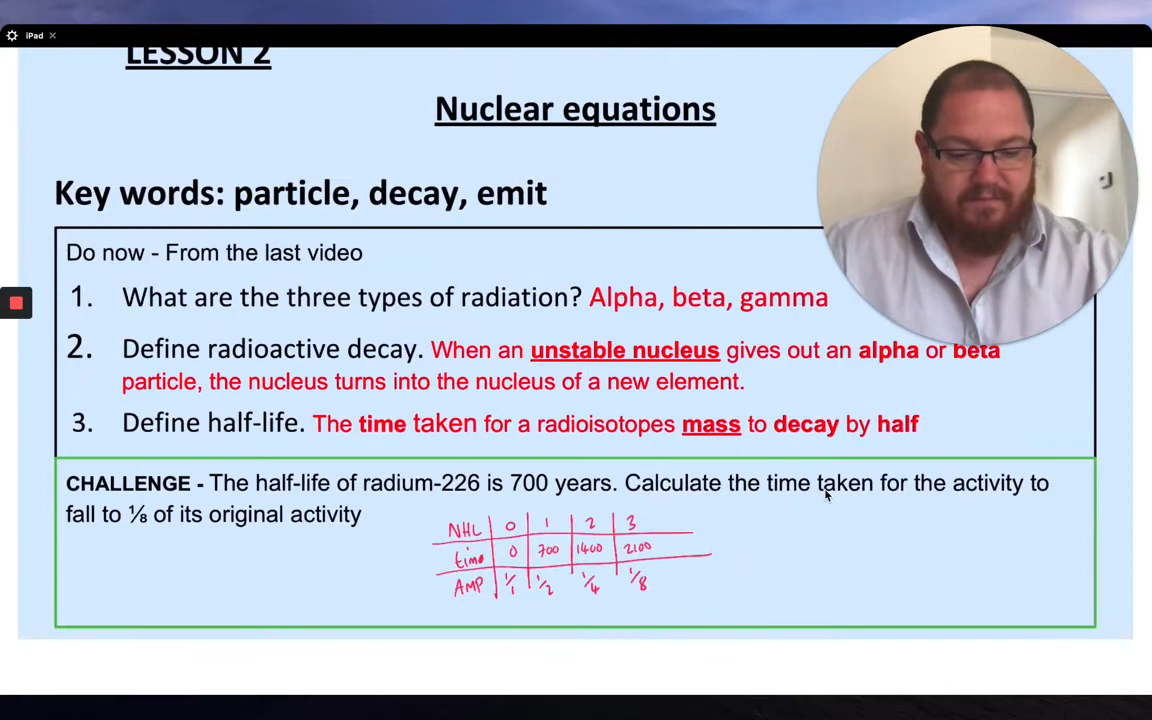 iPad
LESSON 2
Nuclear equations
Key words: particle, decay, emit
Do now - From the last video
1. What are the three types of radiation? Alpha, beta, gamma
2. Define radioactive decay. When an unstable nucleus gives out an alpha or beta
particle, the nucleus turns into the nucleus of a new element.
3. Define half-life. The time taken for a radioisotopes mass to decay by half
CHALLENGE - The half-life of radium-226 is 700 years. Calculate the time taken for the activity to
fall to ⅛ of its original activity
NHL 0 1 2 3
time 0 700 1400 2100
AMP 1/1 1/2 1/4 1/8